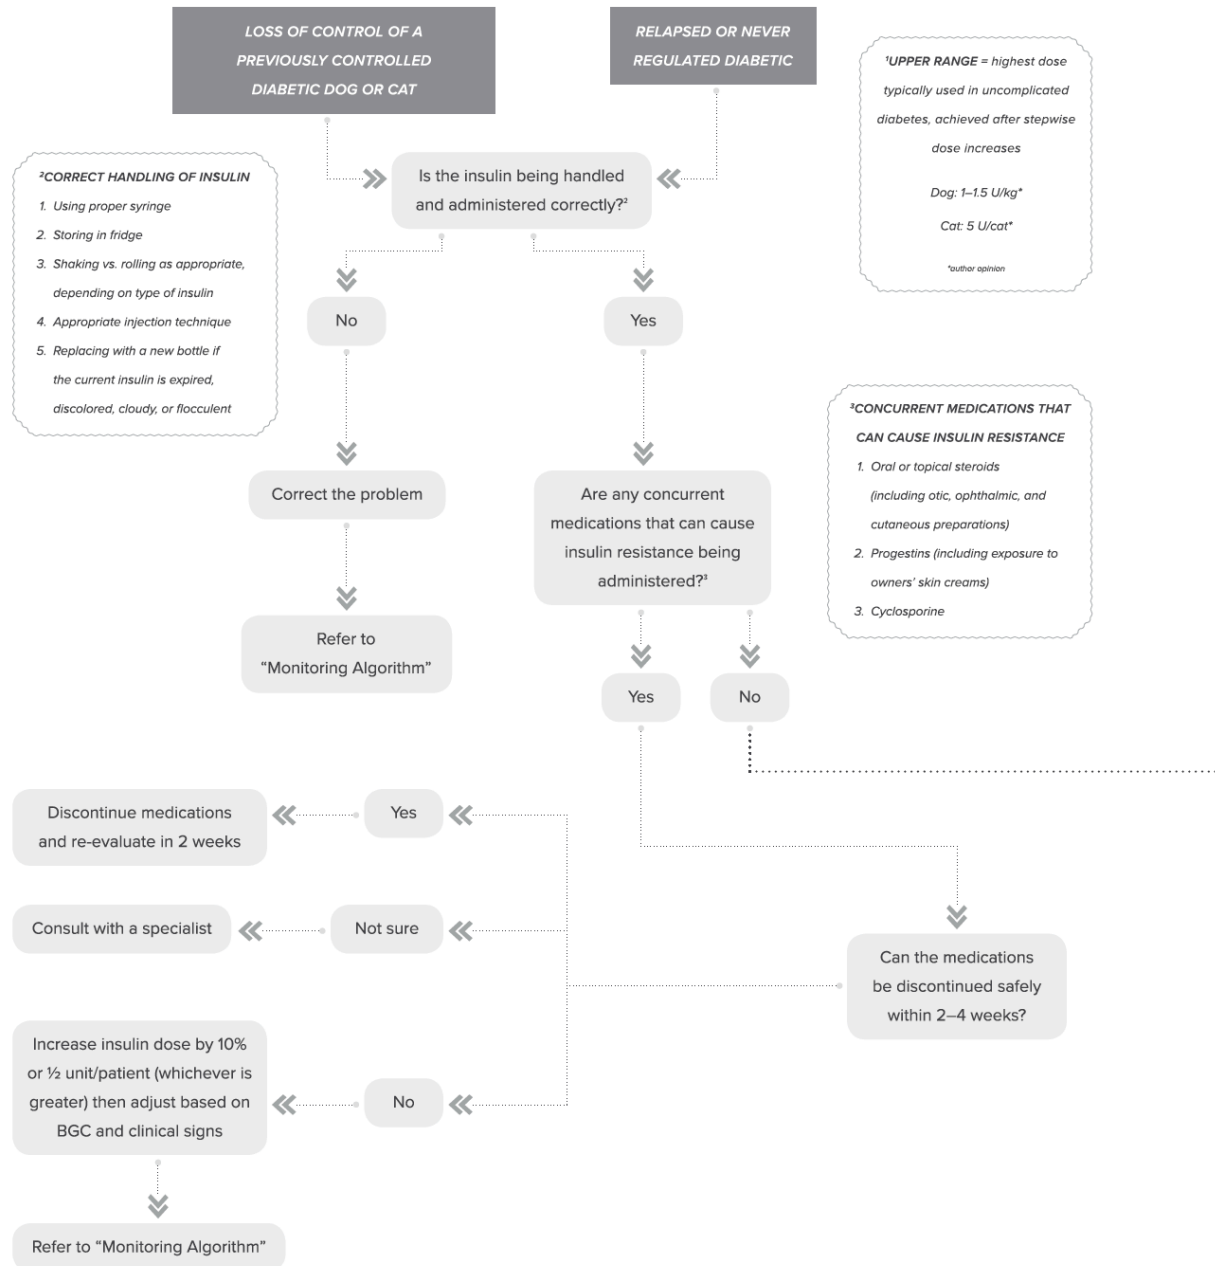 LOSS OF CONTROL OF A
PREVIOUSLY CONTROLLED
DIABETIC DOG OR CAT
RELAPSED OR NEVER
REGULATED DIABETIC
¹UPPER RANGE = highest dose
typically used in uncomplicated
diabetes, achieved after stepwise
dose increases
Dog: 1–1.5 U/kg*
Cat: 5 U/cat*
*author opinion
²CORRECT HANDLING OF INSULIN
1. Using proper syringe
2. Storing in fridge
3. Shaking vs. rolling as appropriate,
depending on type of insulin
4. Appropriate injection technique
5. Replacing with a new bottle if
the current insulin is expired,
discolored, cloudy, or flocculent
Is the insulin being handled
and administered correctly?²
No
Yes
³CONCURRENT MEDICATIONS THAT
CAN CAUSE INSULIN RESISTANCE
1. Oral or topical steroids
(including otic, ophthalmic, and
cutaneous preparations)
2. Progestins (including exposure to
owners’ skin creams)
3. Cyclosporine
Correct the problem
Are any concurrent
medications that can cause
insulin resistance being
administered?³
Refer to
“Monitoring Algorithm”
Yes
No
Discontinue medications
and re-evaluate in 2 weeks
Yes
Consult with a specialist
Not sure
Can the medications
be discontinued safely
within 2–4 weeks?
Increase insulin dose by 10%
or ½ unit/patient (whichever is
greater) then adjust based on
BGC and clinical signs
No
Refer to “Monitoring Algorithm”